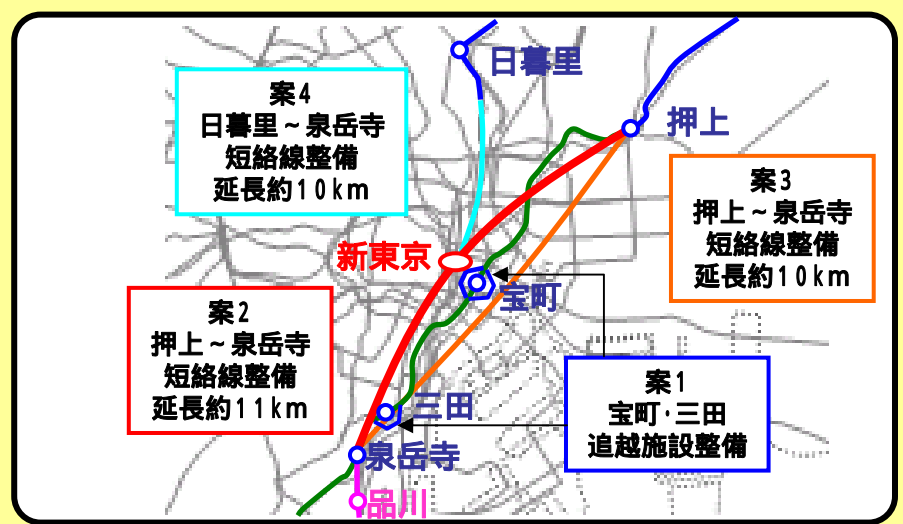 日暮里
案4
日暮里～泉岳寺
短絡線整備
延長約10km
押上
案3
押上～泉岳寺
短絡線整備
延長約10km
新東京
宝町
案2
押上～泉岳寺
短絡線整備
延長約11km
案1
宝町･三田
追越施設整備
三田
泉岳寺
品川